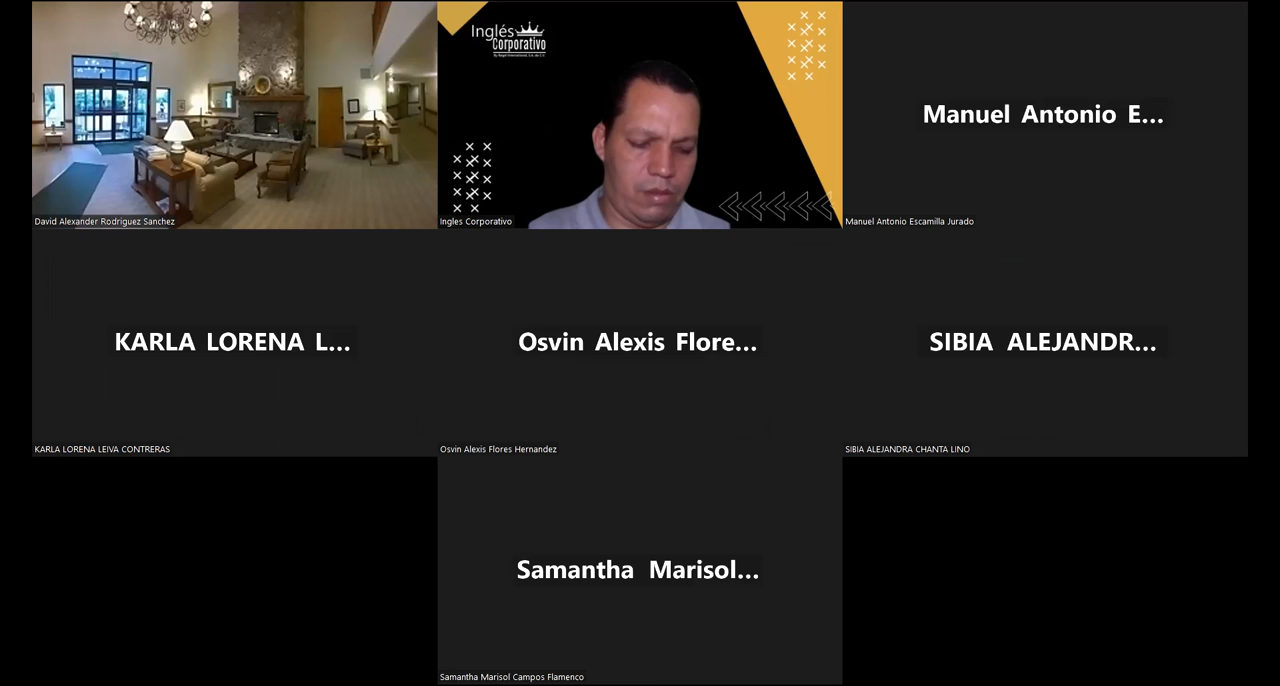 David Alexander Rodriguez Sanchez
Inglés
Corporativo
Ingles Corporativo
Manuel Antonio E...
Manuel Antonio Escamilla Jurado
KARLA LORENA L...
KARLA LORENA LEIVA CONTRERAS
Osvin Alexis Flore...
Osvin Alexis Flores Hernandez
SIBIA ALEJANDR...
SIBIA ALEJANDRA CHANTA LINO
Samantha Marisol...
Samantha Marisol Campos Flamenco